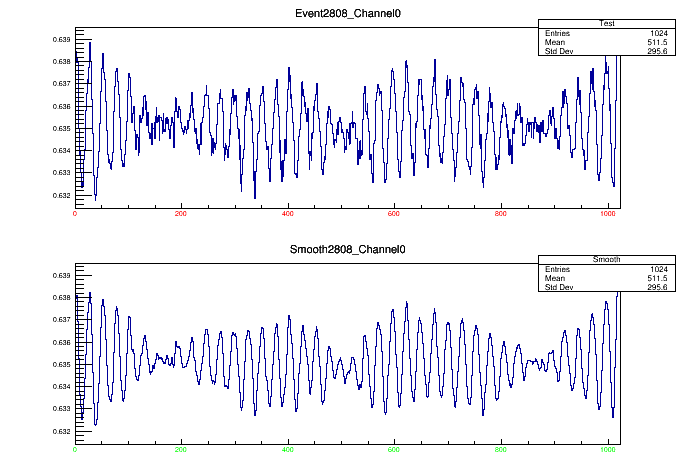 Event2808_Channel0
Test
Entries 1024
Mean 511.5
Std Dev 295.6
0.639
0.638
0.637
0.636
0.635
0.634
0.633
0.632
0 200 400 600 800 1000
Smooth2808_Channel0
Smooth
Entries 1024
Mean 511.5
Std Dev 295.6
0.639
0.638
0.637
0.636
0.635
0.634
0.633
0.632
0 200 400 600 800 1000